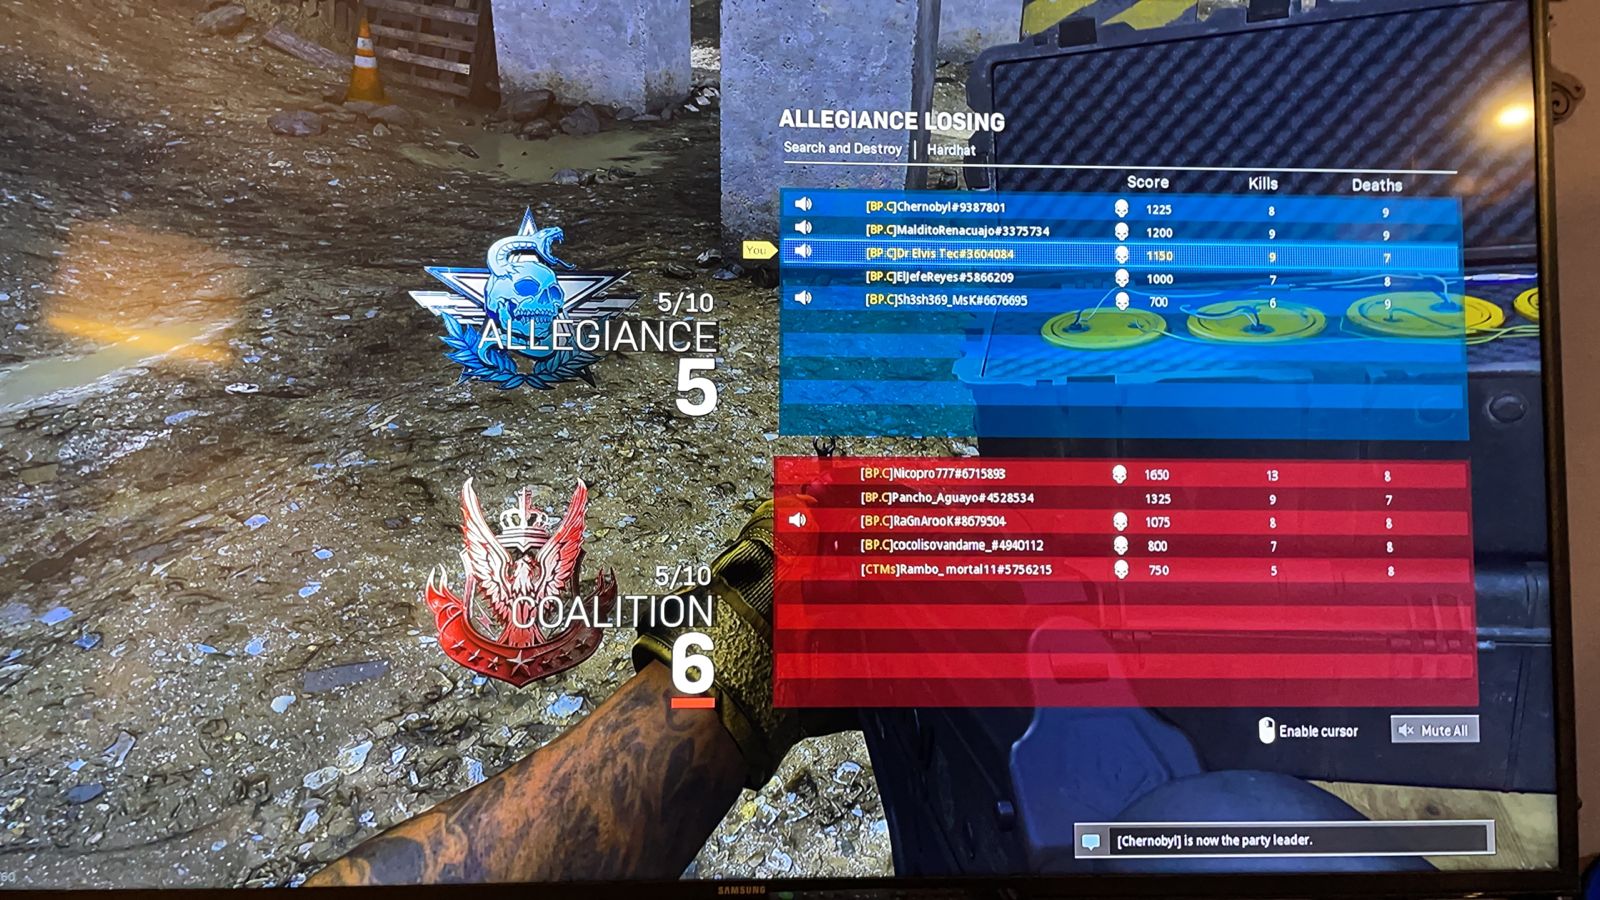 ALLEGIANCE LOSING
Search and Destroy | Hardhat
Score Kills Deaths
[BP.C]Chernobyl#9387801 1225 8 9
[BP.C]MalditoRenacuajo#3375734 1200 9 9
You [BP.C]Dr Elvis Tec#3604084 1150 9 7
[BP.C]ElJefeReyes#5866209 1000 7 8
[BP.C]Sh3sh369_MsK#6676695 700 6 9
5/10
ALLEGIANCE
5
[BP.C]Nicopro777#6715893 1650 13 8
[BP.C]Pancho_Aguayo#4528534 1325 9 7
[BP.C]RaGnArooK#8679504 1075 8 8
[BP.C]cocolisovandame_#4940112 800 7 8
[CTMs]Rambo_mortal11#5756215 750 5 8
5/10
COALITION
6
Enable cursor Mute All
[Chernobyl] is now the party leader.
SAMSUNG